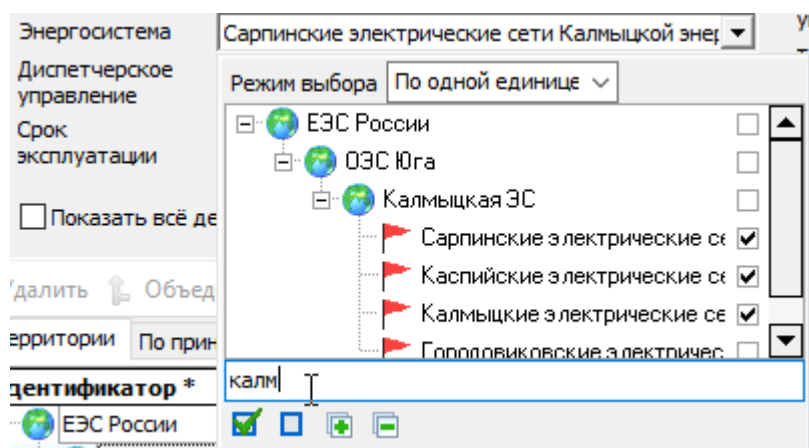 Энергосистема
Сарпинские электрические сети Калмыцкой энер
Диспетчерское
управление
Режим выбора
По одной единице
Срок
эксплуатации
ЕЭС России
ОЭС Юга
Калмыцкая ЭС
Показать всё де
Сарпинские электрические се
Каспийские электрические се
Калмыцкие электрические се
Городовиковские электричес
Удалить
Объед
ерритории
По прин
калм
дентификатор *
ЕЭС России